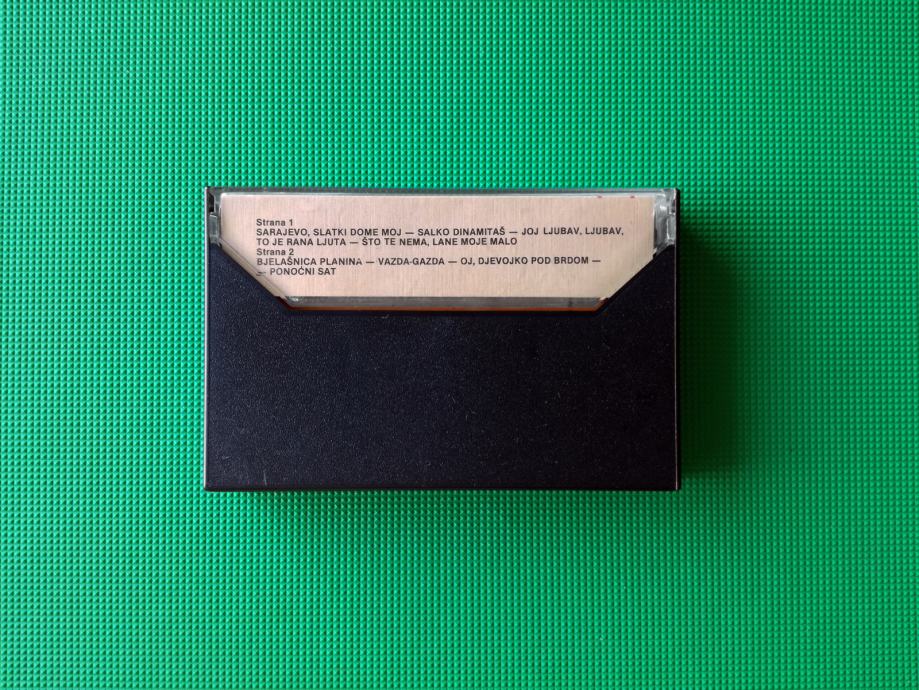 Strana 1
SARAJEVO, SLATKI DOME MOJ — SALKO DINAMITAŠ — JOJ LJUBAV, LJUBAV,
TO JE RANA LJUTA — ŠTO TE NEMA, LANE MOJE MALO
Strana 2
BJELAŠNICA PLANINA — VAZDA-GAZDA — OJ, DJEVOJKO POD BRDOM —
— PONOĆNI SAT